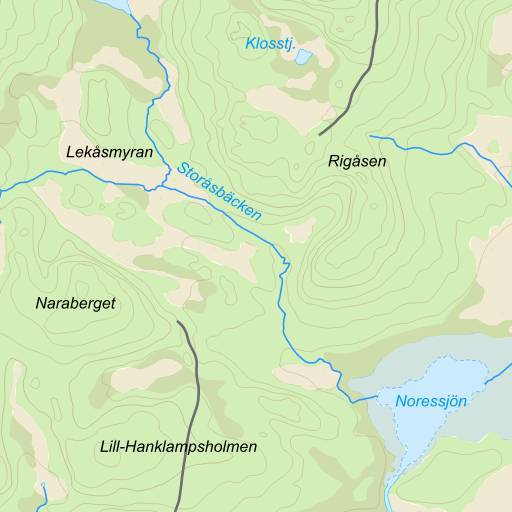 Klosstj.
Lekåsmyran
Rigåsen
Storåsbäcken
Naraberget
Noressjön
Lill-Hanklampsholmen